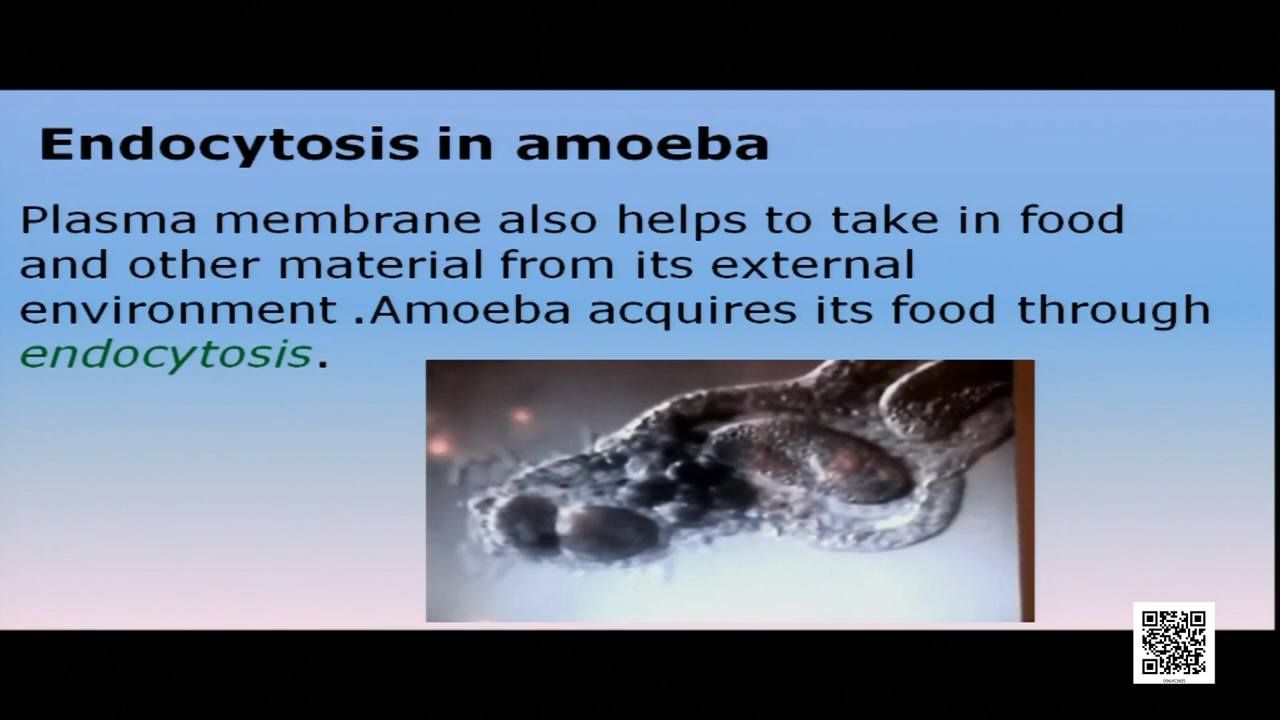 Endocytosis in amoeba
Plasma membrane also helps to take in food
and other material from its external
environment .Amoeba acquires its food through
endocytosis.